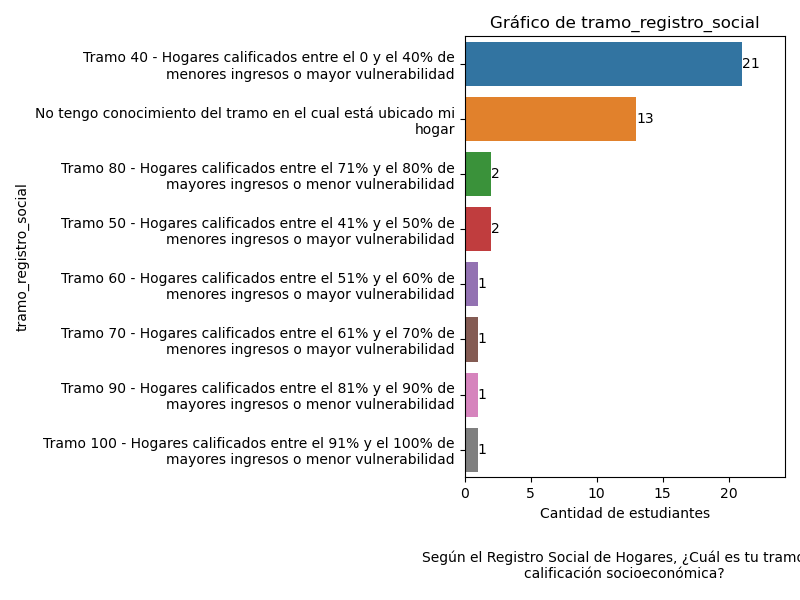 Gráfico de tramo_registro_social
Tramo 40 - Hogares calificados entre el 0 y el 40% de
menores ingresos o mayor vulnerabilidad
21
No tengo conocimiento del tramo en el cual está ubicado mi
hogar
13
Tramo 80 - Hogares calificados entre el 71% y el 80% de
mayores ingresos o menor vulnerabilidad
2
Tramo 50 - Hogares calificados entre el 41% y el 50% de
menores ingresos o mayor vulnerabilidad
2
Tramo 60 - Hogares calificados entre el 51% y el 60% de
menores ingresos o mayor vulnerabilidad
1
Tramo 70 - Hogares calificados entre el 61% y el 70% de
menores ingresos o mayor vulnerabilidad
1
Tramo 90 - Hogares calificados entre el 81% y el 90% de
mayores ingresos o menor vulnerabilidad
1
Tramo 100 - Hogares calificados entre el 91% y el 100% de
mayores ingresos o menor vulnerabilidad
1
tramo_registro_social
0 5 10 15 20
Cantidad de estudiantes
Según el Registro Social de Hogares, ¿Cuál es tu tramo
calificación socioeconómica?